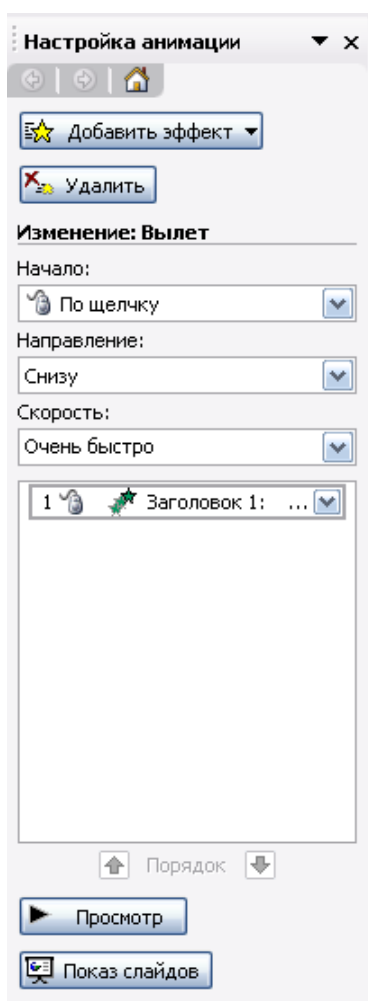 Настройка анимации
Добавить эффект
Удалить
Изменение: Вылет
Начало:
По щелчку
Направление:
Снизу
Скорость:
Очень быстро
1 Заголовок 1: ...
Порядок
Просмотр
Показ слайдов